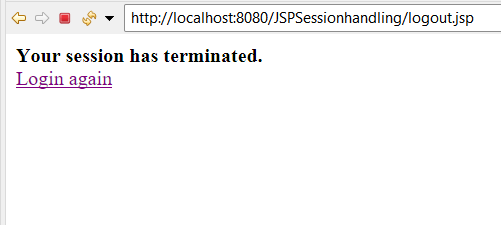 http://localhost:8080/JSPSessionhandling/logout.jsp
Your session has terminated.
Login again